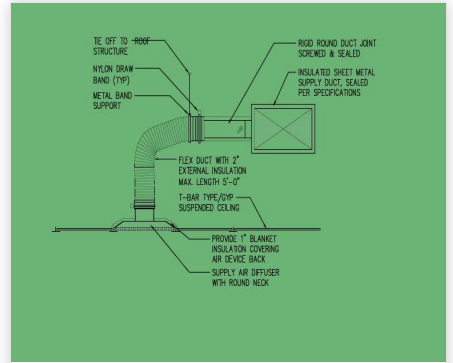 TIE OFF TO ROOF
STRUCTURE
NYLON DRAW
BAND (TYP)
METAL BAND
SUPPORT
RIGID ROUND DUCT JOINT
SCREWED & SEALED
INSULATED SHEET METAL
SUPPLY DUCT, SEALED
PER SPECIFICATIONS
FLEX DUCT WITH 2"
EXTERNAL INSULATION
MAX. LENGTH 5'-0"
T-BAR TYPE/GYP
SUSPENDED CEILING
PROVIDE 1" BLANKET
INSULATION COVERING
AIR DEVICE BACK
SUPPLY AIR DIFFUSER
WITH ROUND NECK